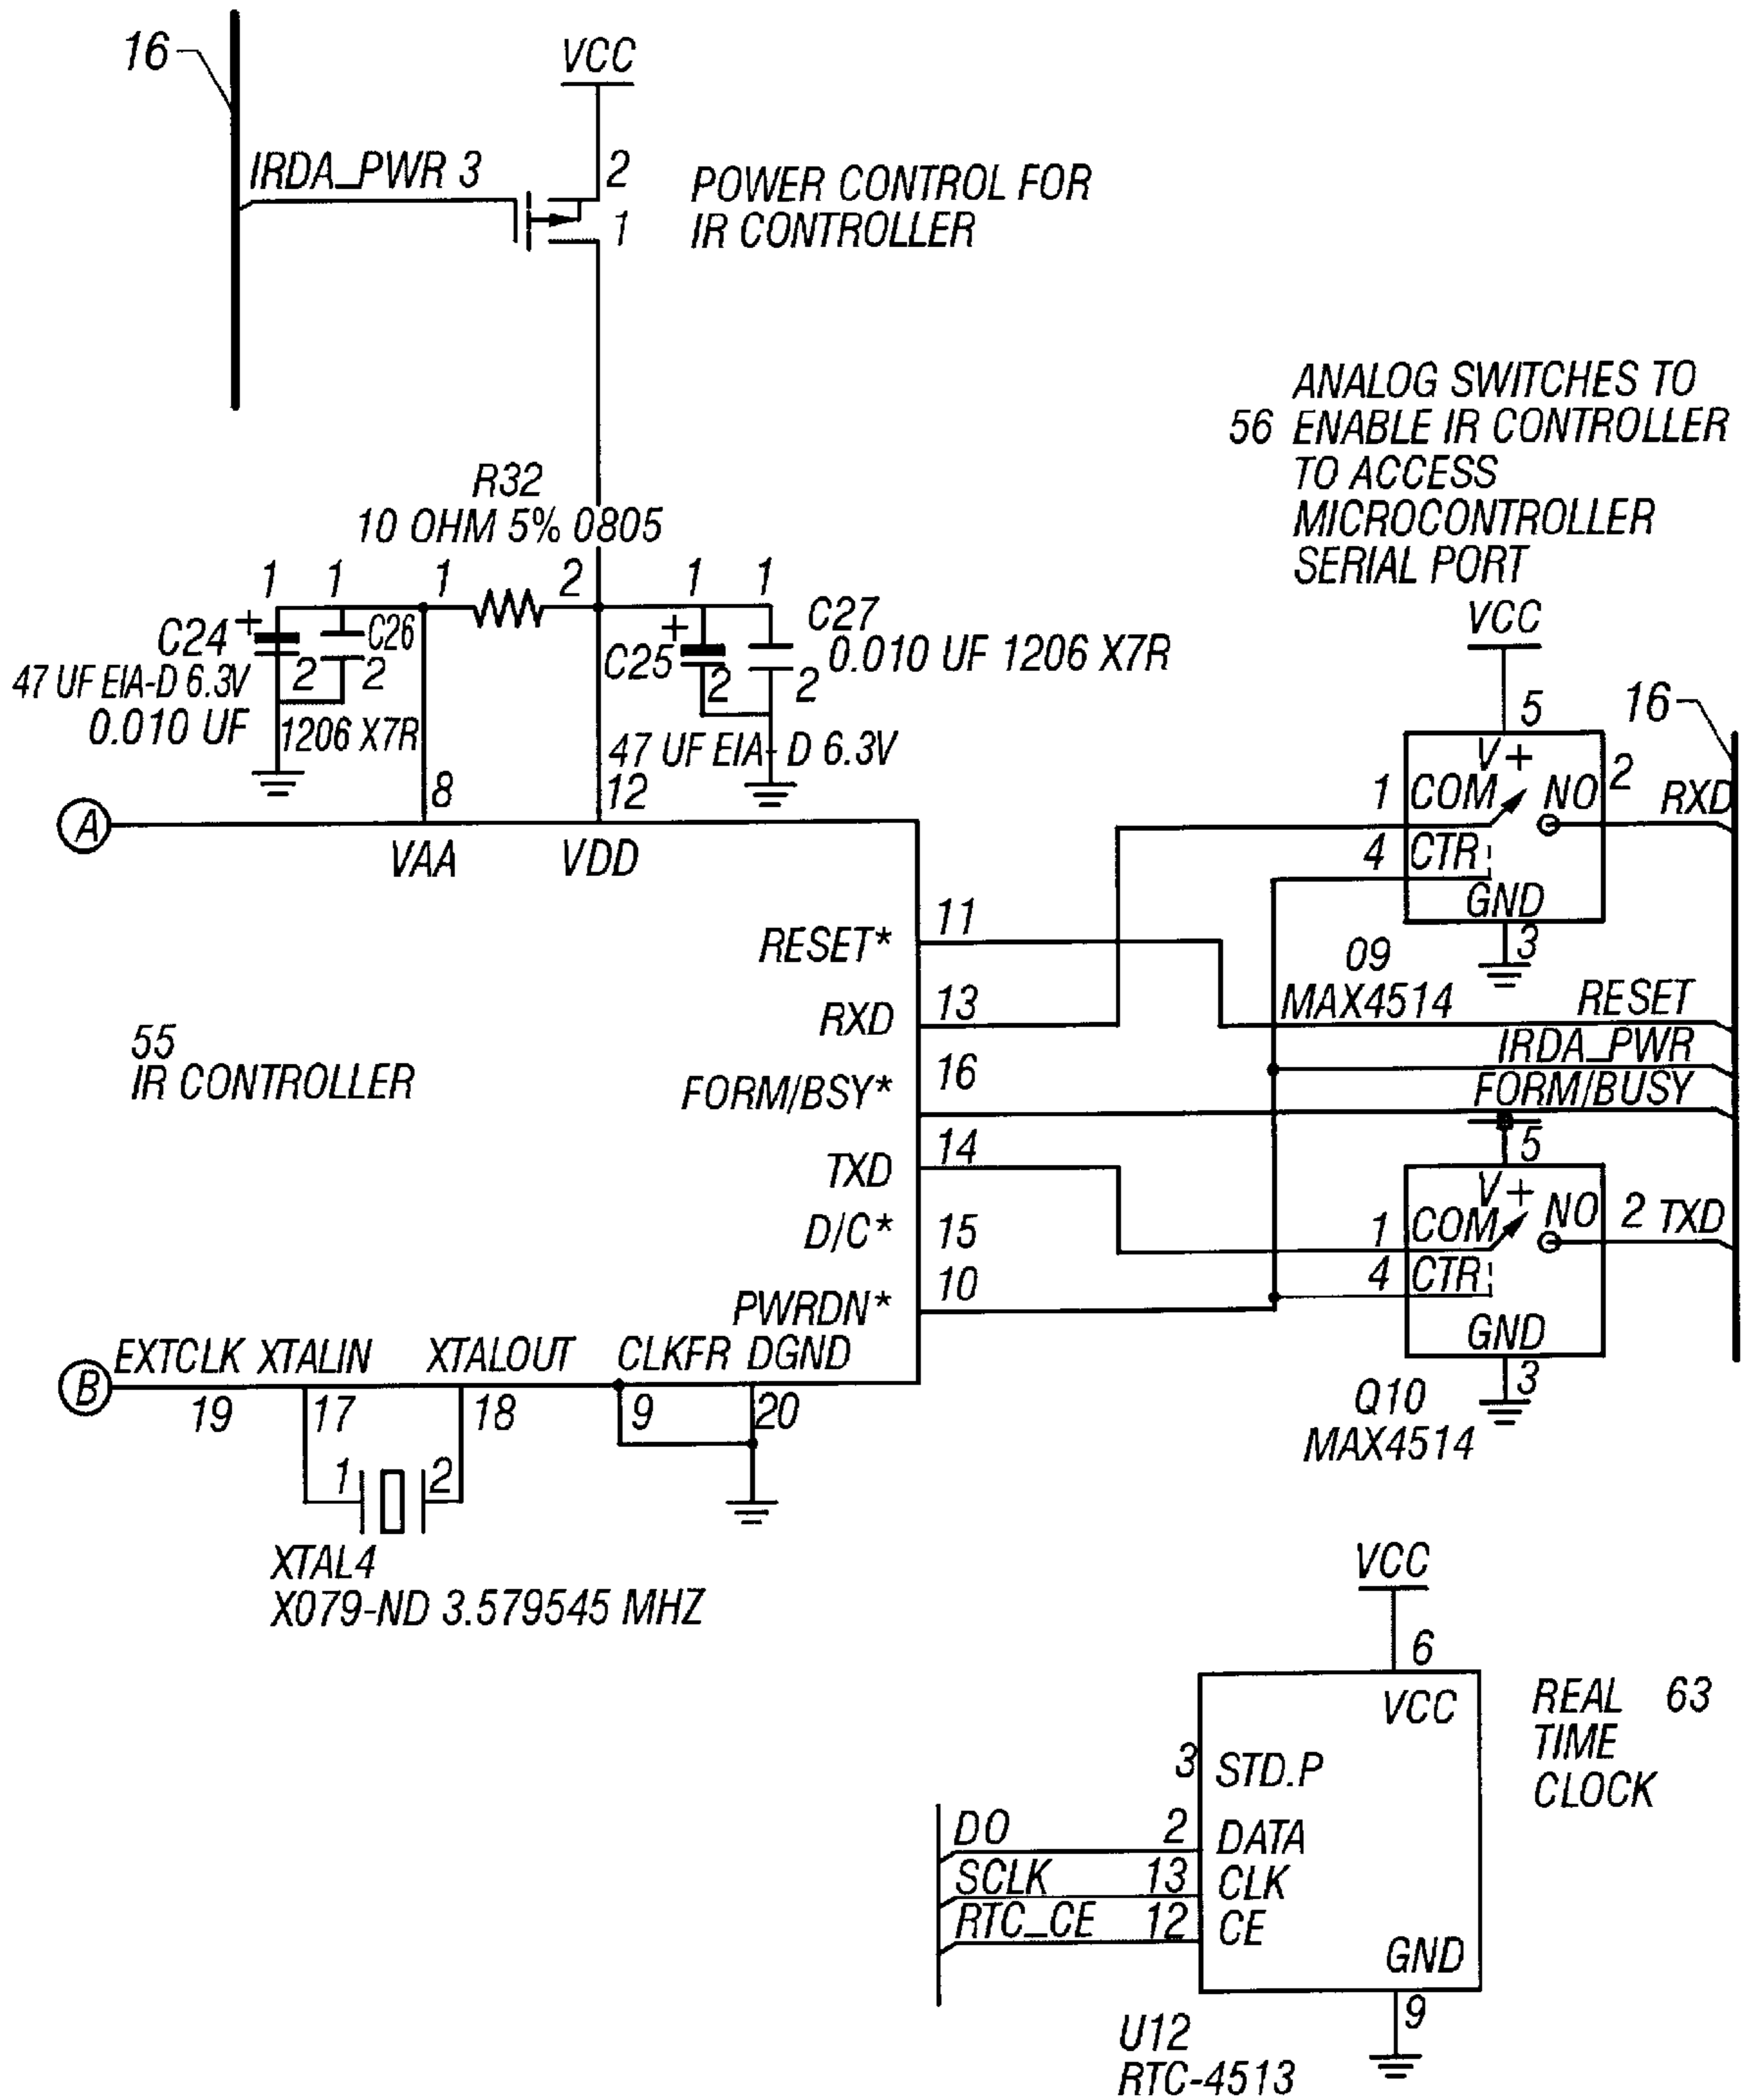 16
VCC
IRDA_PWR 3
2
1
POWER CONTROL FOR
IR CONTROLLER
ANALOG SWITCHES TO
56 ENABLE IR CONTROLLER
TO ACCESS
MICROCONTROLLER
SERIAL PORT
R32
10 OHM 5% 0805
1 1 1 2 1 1
C24 +
C26
2 2
47 UF EIA-D 6.3V
0.010 UF
1206 X7R
+
C25
2 2
C27
0.010 UF 1206 X7R
47 UF EIA-D 6.3V
8
12
A
VAA VDD
VCC
5
16
V+
1 COM NO 2 RXD
4 CTR
GND
3
09
MAX4514
RESET* 11
RXD 13
FORM/BSY* 16
TXD 14
D/C* 15
PWRDN* 10
55
IR CONTROLLER
RESET
IRDA_PWR
FORM/BUSY
5
V+
1 COM NO 2 TXD
4 CTR
GND
3
Q10
MAX4514
B
EXTCLK XTALIN XTALOUT CLKFR DGND
19 17 18 9 20
1 2
XTAL4
X079-ND 3.579545 MHZ
VCC
6
VCC
REAL 63
TIME
CLOCK
3 STD.P
DO 2 DATA
SCLK 13 CLK
RTC_CE 12 CE
GND
9
U12
RTC-4513